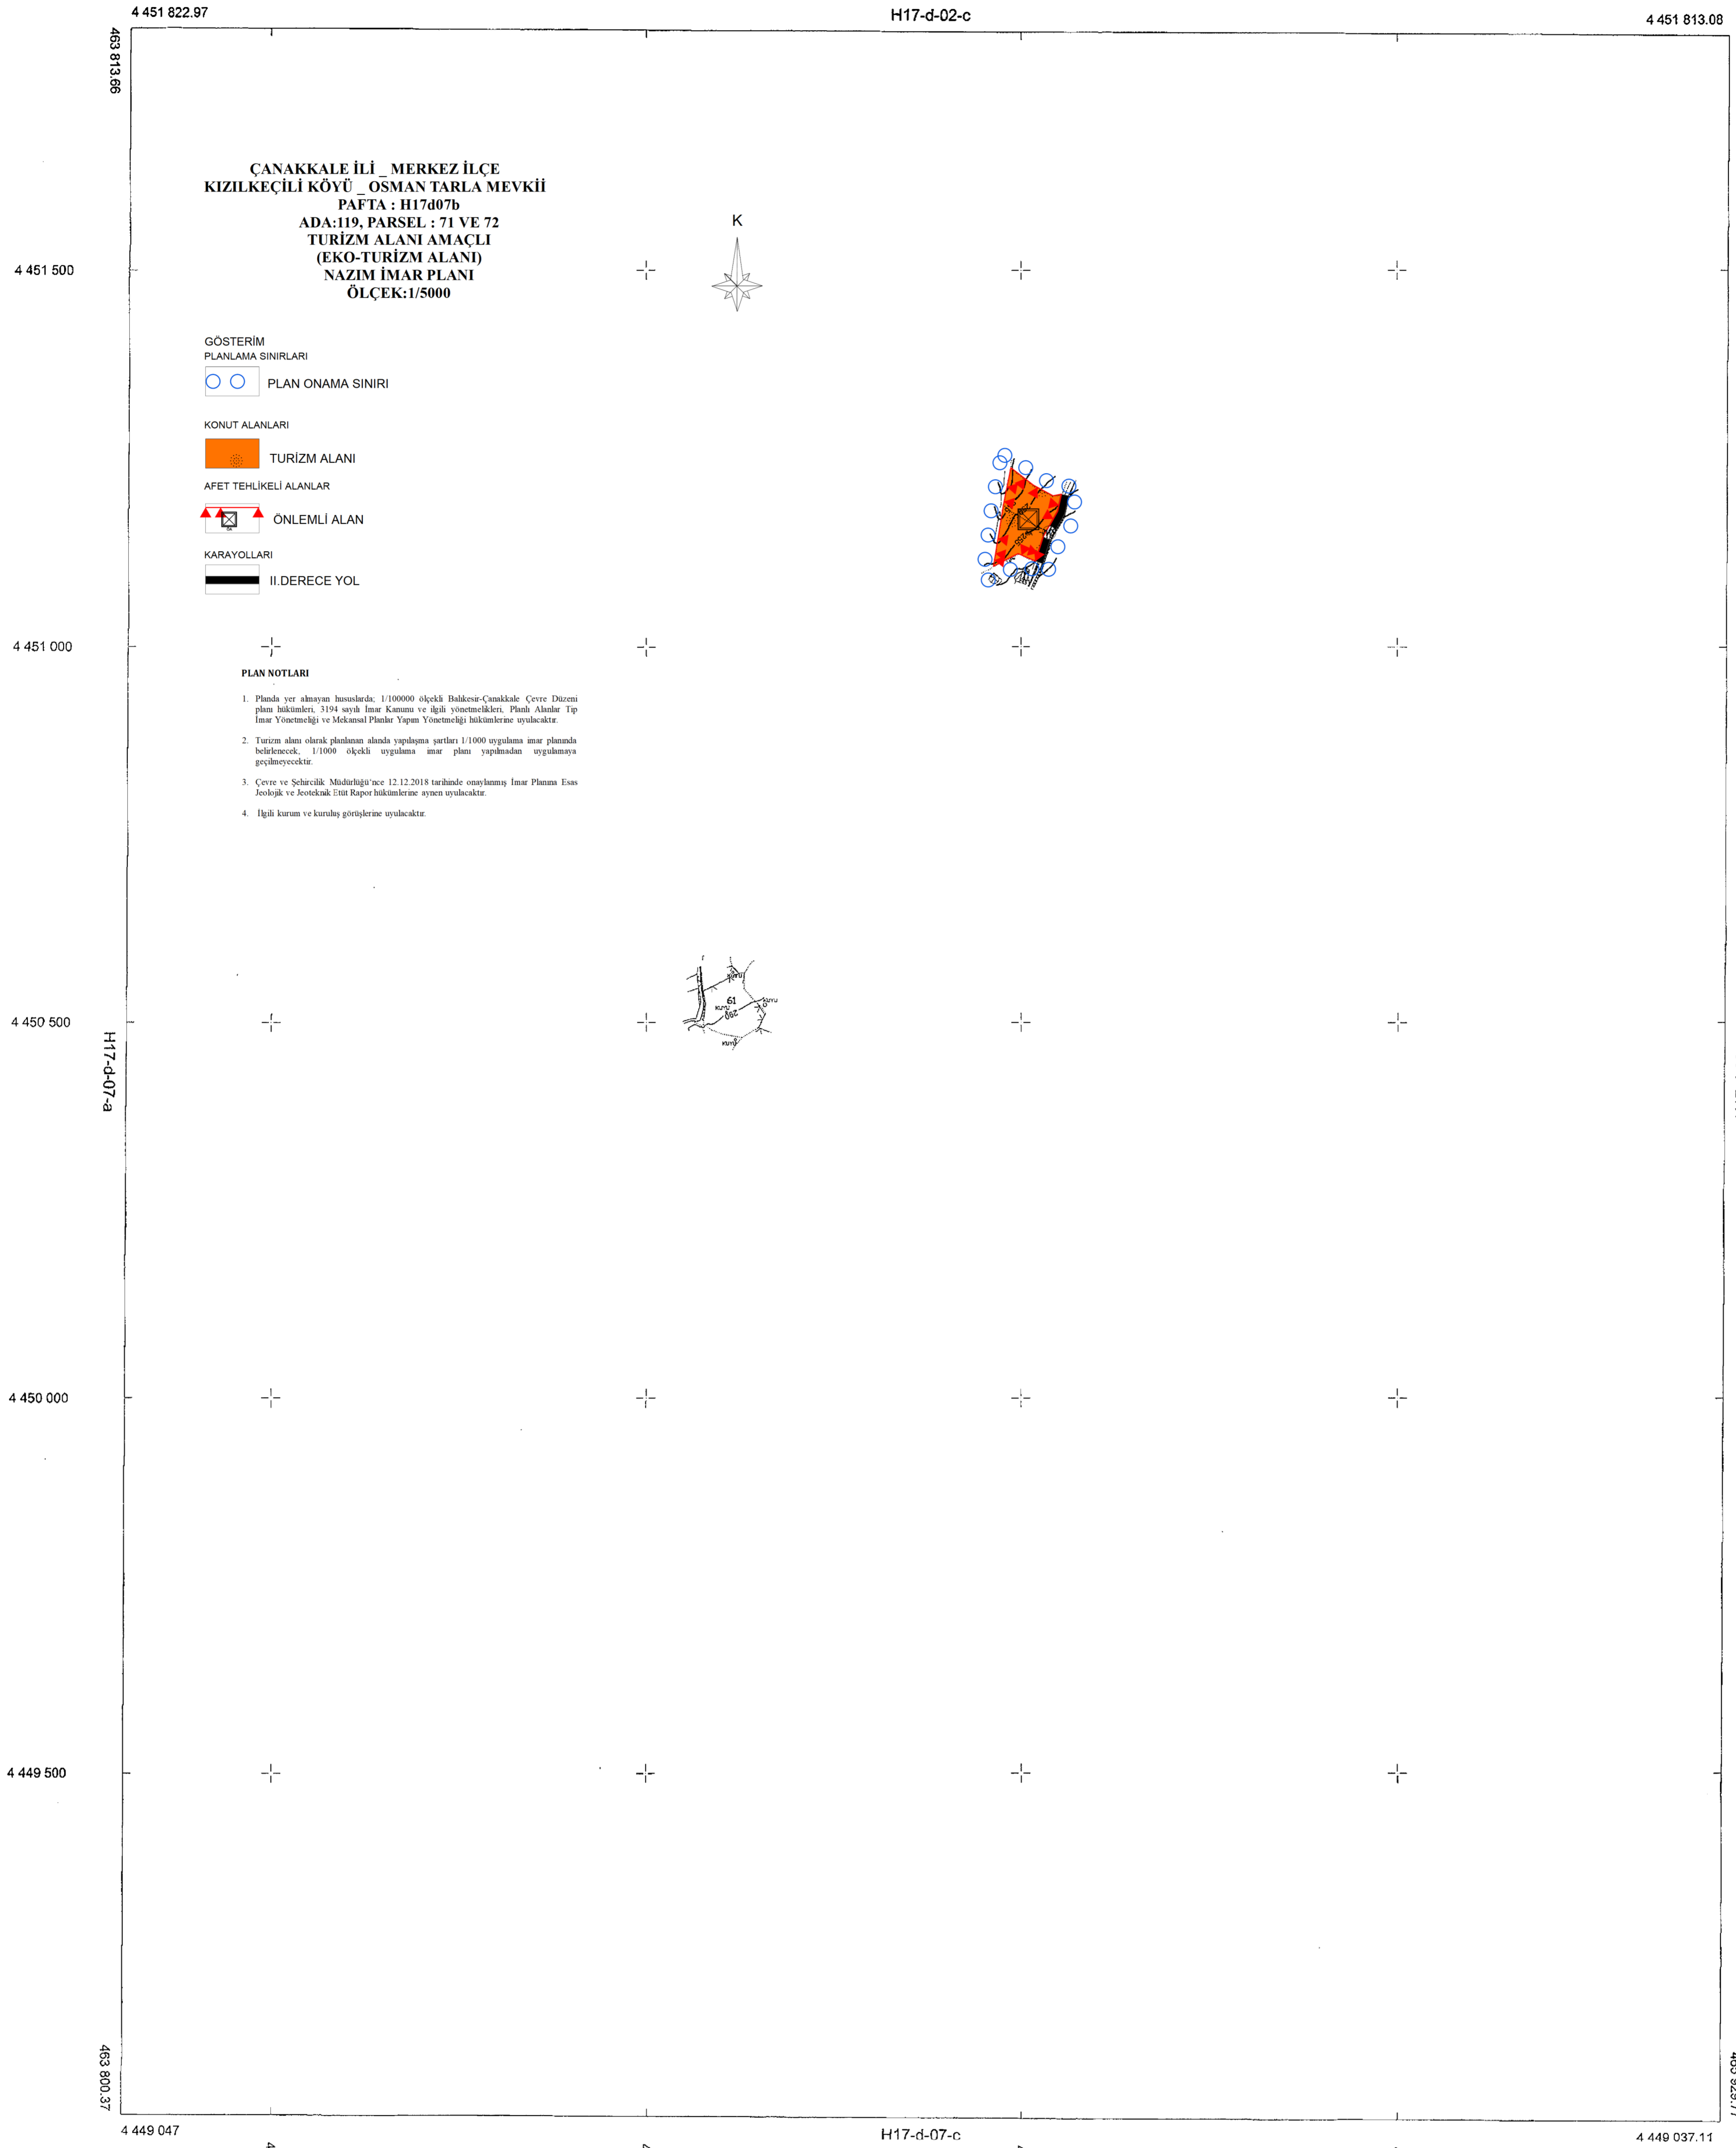 4 451 822.97
H17-d-02-c
4 451 813.08
463 813.66
ÇANAKKALE İLİ _ MERKEZ İLÇE
KIZILKEÇİLİ KÖYÜ _ OSMAN TARLA MEVKİİ
PAFTA : H17d07b
ADA:119, PARSEL : 71 VE 72
TURİZM ALANI AMAÇLI
(EKO-TURİZM ALANI)
NAZIM İMAR PLANI
ÖLÇEK:1/5000
K
4 451 500
GÖSTERİM
PLANLAMA SINIRLARI
PLAN ONAMA SINIRI
KONUT ALANLARI
TURİZM ALANI
AFET TEHLİKELİ ALANLAR
ÖNLEMLİ ALAN
KARAYOLLARI
II.DERECE YOL
4 451 000
PLAN NOTLARI
1. Planda yer almayan hususlarda; 1/100000 ölçekli Balıkesir-Çanakkale Çevre Düzeni
planı hükümleri, 3194 sayılı İmar Kanunu ve ilgili yönetmelikleri, Planlı Alanlar Tip
İmar Yönetmeliği ve Mekansal Planlar Yapım Yönetmeliği hükümlerine uyulacaktır.
2. Turizm alanı olarak planlanan alanda yapılaşma şartları 1/1000 uygulama imar planında
belirlenecek, 1/1000 ölçekli uygulama imar planı yapılmadan uygulamaya
geçilmeyecektir.
3. Çevre ve Şehircilik Müdürlüğü'nce 12.12.2018 tarihinde onaylanmış İmar Planına Esas
Jeolojik ve Jeoteknik Etüt Rapor hükümlerine aynen uyulacaktır.
4. İlgili kurum ve kuruluş görüşlerine uyulacaktır.
61
kuru
4 450 500
H17-d-07-a
4 450 000
4 449 500
463 800.37
4 449 047
H17-d-07-c
4 449 037.11